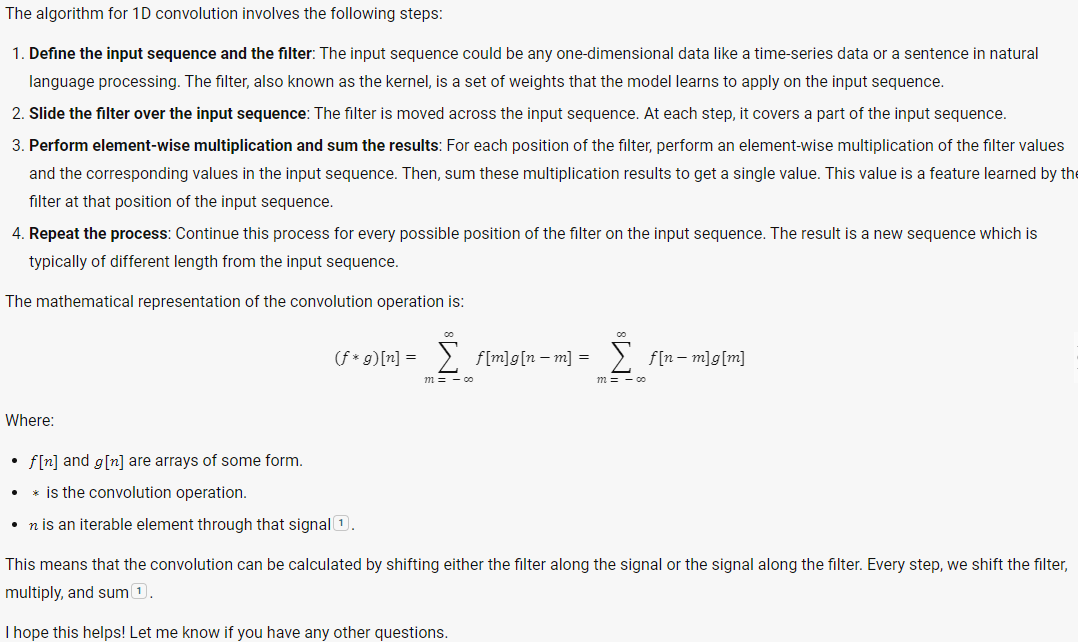 The algorithm for 1D convolution involves the following steps:
1. Define the input sequence and the filter: The input sequence could be any one-dimensional data like a time-series data or a sentence in natural
language processing. The filter, also known as the kernel, is a set of weights that the model learns to apply on the input sequence.
2. Slide the filter over the input sequence: The filter is moved across the input sequence. At each step, it covers a part of the input sequence.
3. Perform element-wise multiplication and sum the results: For each position of the filter, perform an element-wise multiplication of the filter values
and the corresponding values in the input sequence. Then, sum these multiplication results to get a single value. This value is a feature learned by the
filter at that position of the input sequence.
4. Repeat the process: Continue this process for every possible position of the filter on the input sequence. The result is a new sequence which is
typically of different length from the input sequence.
The mathematical representation of the convolution operation is:
(f * g)[n] = ∑_{m = −∞}^{∞} f[m]g[n − m] = ∑_{m = −∞}^{∞} f[n − m]g[m]
Where:
• f[n] and g[n] are arrays of some form.
• * is the convolution operation.
• n is an iterable element through that signal 1 .
This means that the convolution can be calculated by shifting either the filter along the signal or the signal along the filter. Every step, we shift the filter,
multiply, and sum 1 .
I hope this helps! Let me know if you have any other questions.